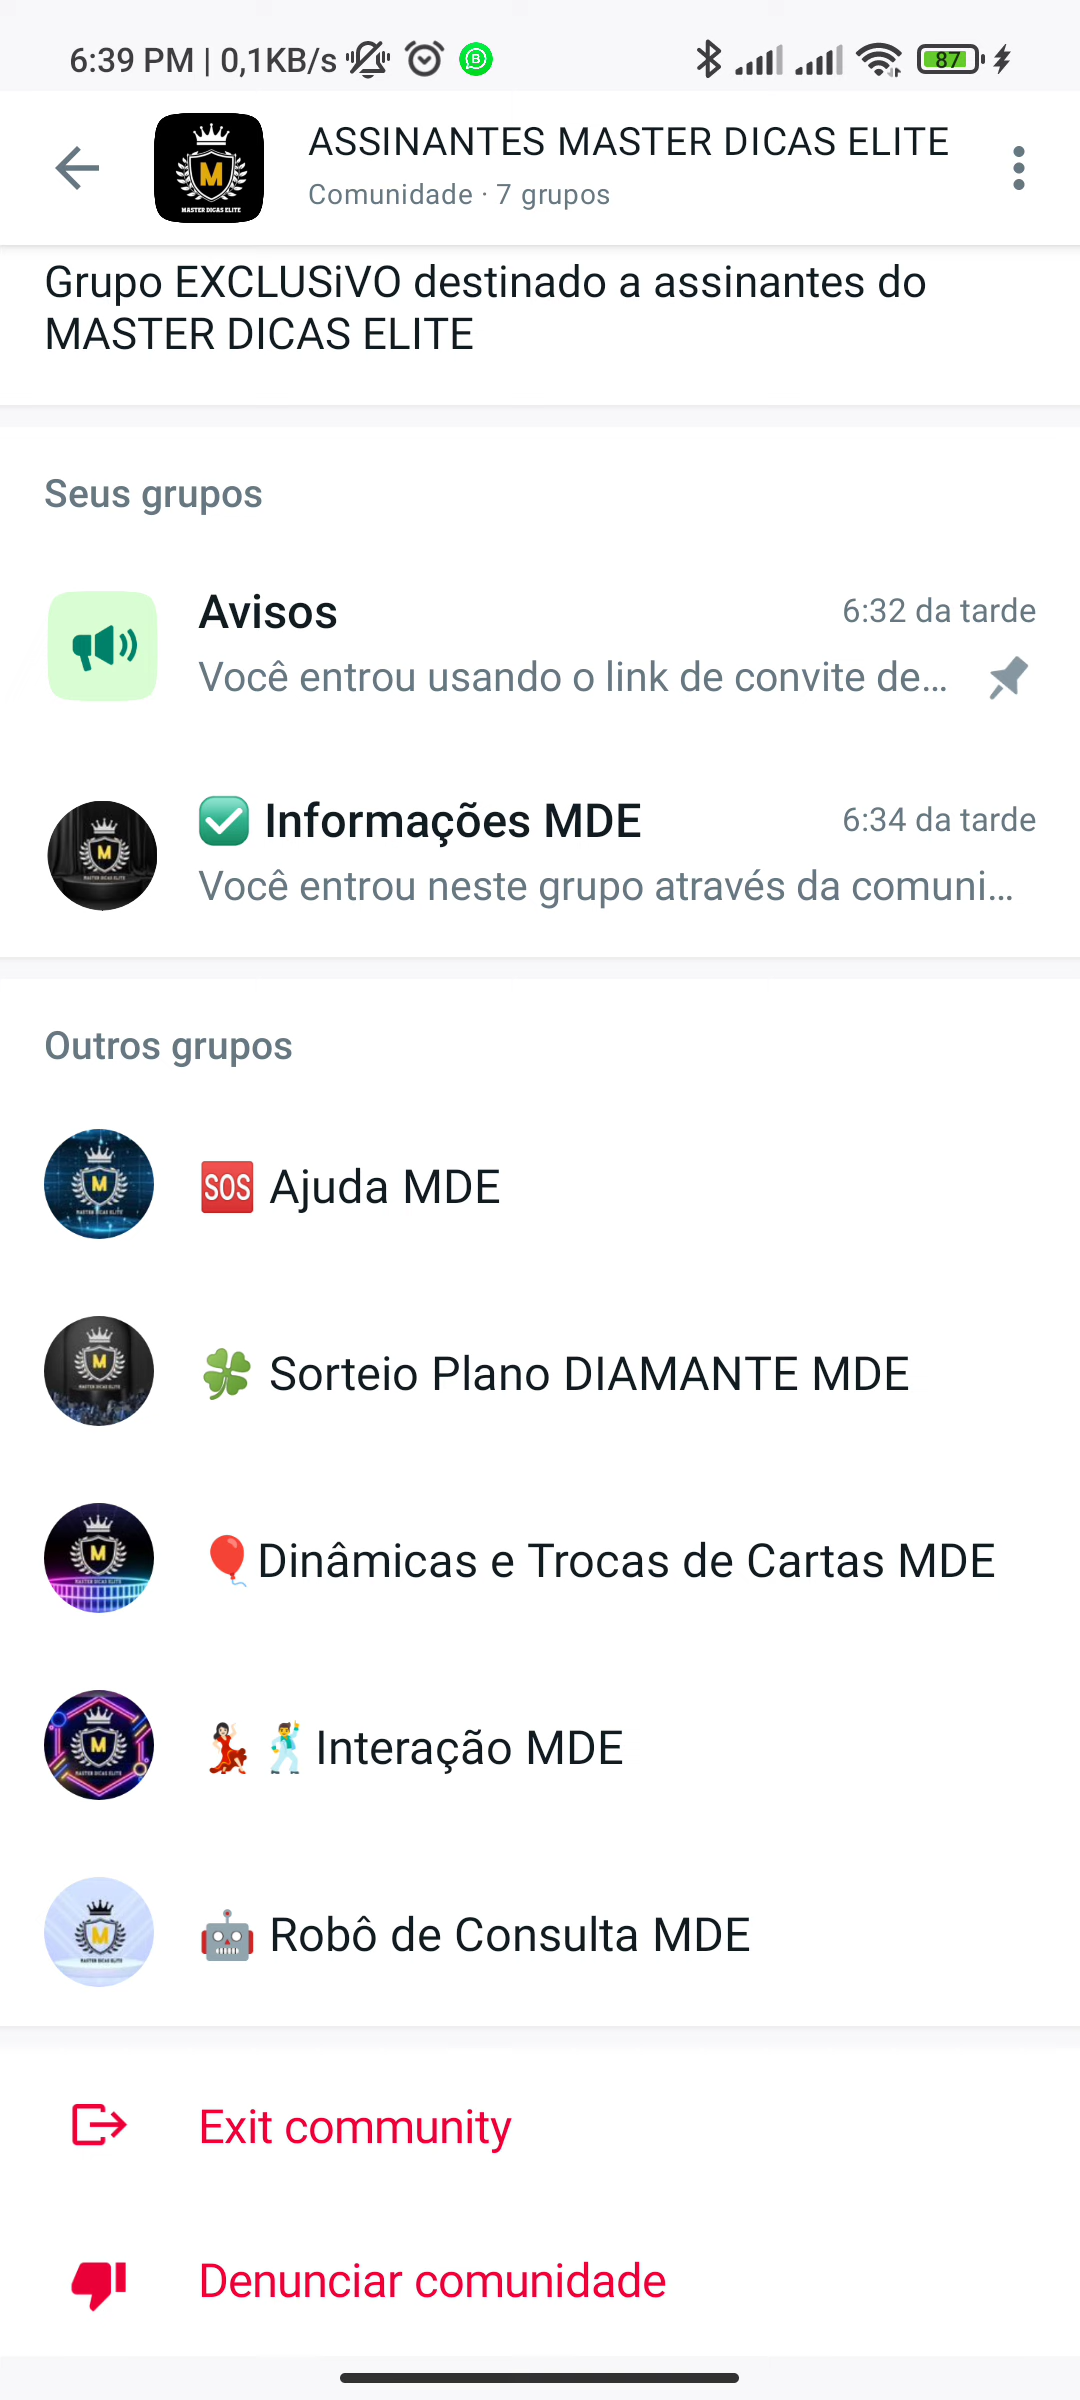 6:39 PM | 0,1KB/s
87
ASSINANTES MASTER DICAS ELITE
Comunidade · 7 grupos
M
MASTER DICAS ELITE
Grupo EXCLUSiVO destinado a assinantes do
MASTER DICAS ELITE
Seus grupos
Avisos
6:32 da tarde
Você entrou usando o link de convite de...
✅ Informações MDE
6:34 da tarde
Você entrou neste grupo através da comuni...
Outros grupos
🆘 Ajuda MDE
🍀 Sorteio Plano DIAMANTE MDE
🎈Dinâmicas e Trocas de Cartas MDE
💃🕺Interação MDE
🤖 Robô de Consulta MDE
Exit community
Denunciar comunidade